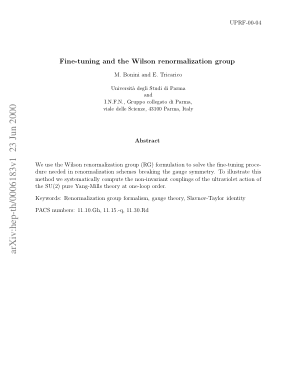 UPRF-00-04
Fine-tuning and the Wilson renormalization group
M. Bonini and E. Tricarico
Università degli Studi di Parma
and
I.N.F.N., Gruppo collegato di Parma,
viale delle Scienze, 43100 Parma, Italy
Abstract
We use the Wilson renormalization group (RG) formulation to solve the fine-tuning proce-
dure needed in renormalization schemes breaking the gauge symmetry. To illustrate this
method we systematically compute the non-invariant couplings of the ultraviolet action of
the SU(2) pure Yang-Mills theory at one-loop order.
Keywords: Renormalization group formalism, gauge theory, Slavnov-Taylor identity
PACS numbers: 11.10.Gh, 11.15.-q, 11.30.Rd
arXiv:hep-th/0006183v1 23 Jun 2000